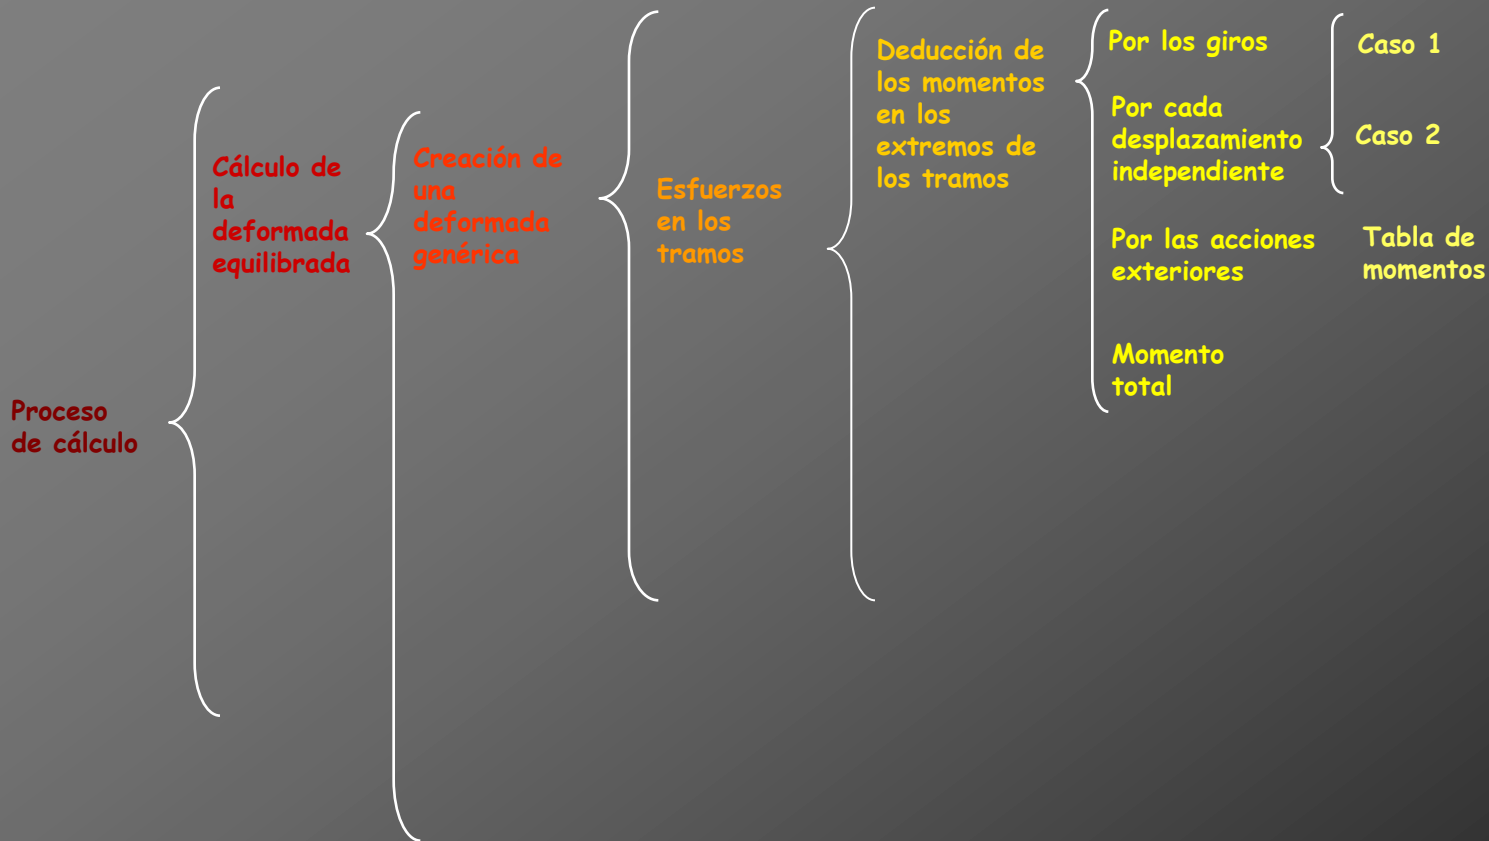 Proceso
de cálculo
Cálculo de
la
deformada
equilibrada
Creación de
una
deformada
genérica
Esfuerzos
en los
tramos
Deducción de
los momentos
en los
extremos de
los tramos
Por los giros
Por cada
desplazamiento
independiente
Caso 1
Caso 2
Por las acciones
exteriores
Tabla de
momentos
Momento
total